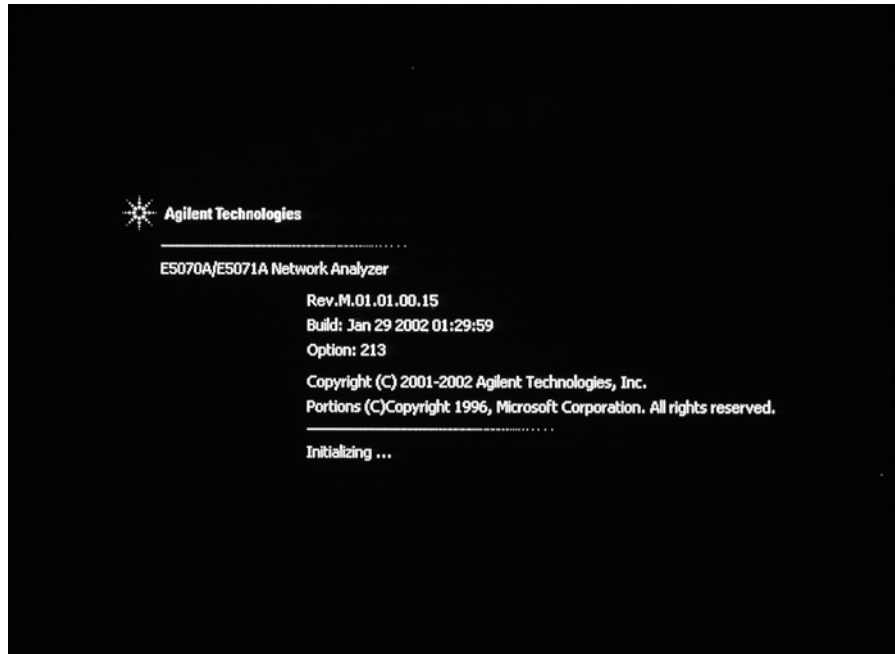 Agilent Technologies
E5070A/E5071A Network Analyzer
Rev.M.01.01.00.15
Build: Jan 29 2002 01:29:59
Option: 213
Copyright (C) 2001-2002 Agilent Technologies, Inc.
Portions (C)Copyright 1996, Microsoft Corporation. All rights reserved.
Initializing ...